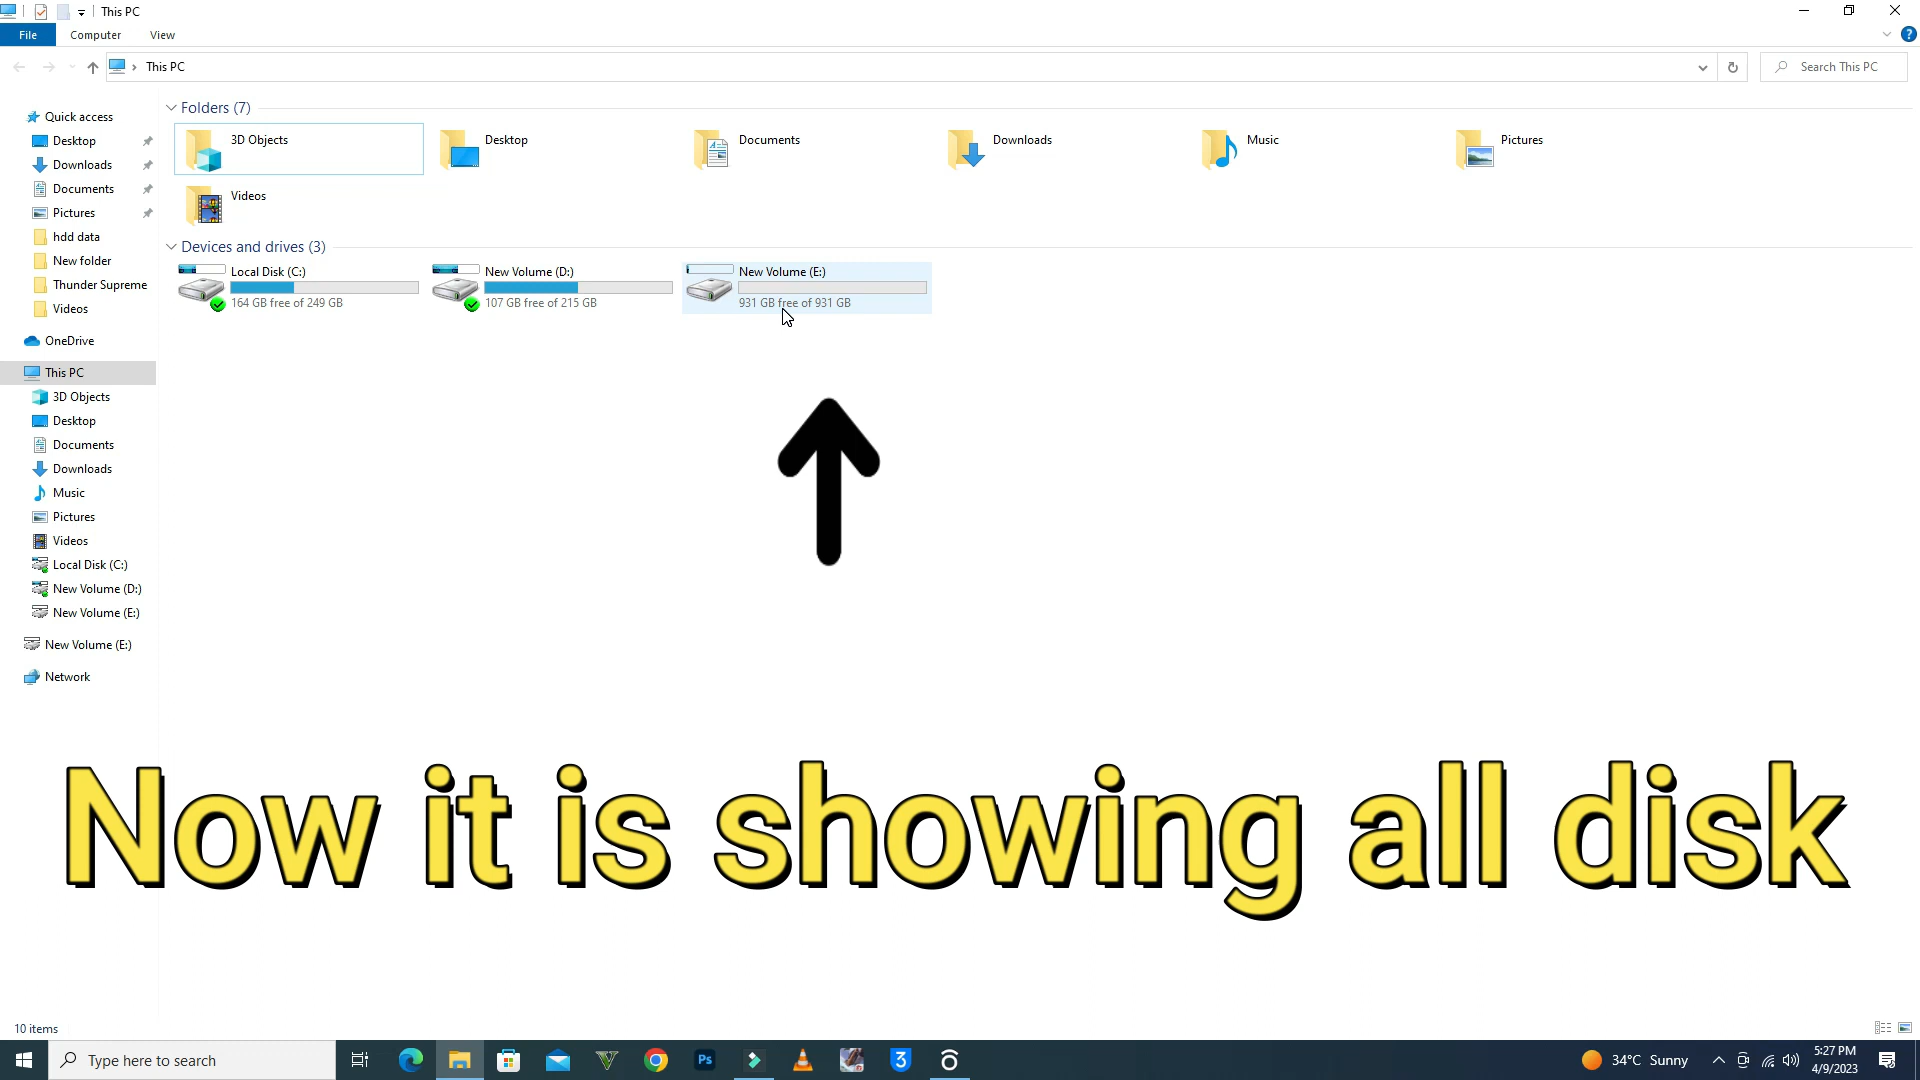 This PC
File
Computer
View
?
This PC
Search This PC
Quick access
Desktop
Downloads
Documents
Pictures
hdd data
New folder
Thunder Supreme
Videos
OneDrive
This PC
3D Objects
Desktop
Documents
Downloads
Music
Pictures
Videos
Local Disk (C:)
New Volume (D:)
New Volume (E:)
New Volume (E:)
Network
Folders (7)
3D Objects
Desktop
Documents
Downloads
Music
Pictures
Videos
Devices and drives (3)
Local Disk (C:)
164 GB free of 249 GB
New Volume (D:)
107 GB free of 215 GB
New Volume (E:)
931 GB free of 931 GB
Now it is showing all disk
10 items
Type here to search
Ps
3
34°C Sunny
5:27 PM
4/9/2023